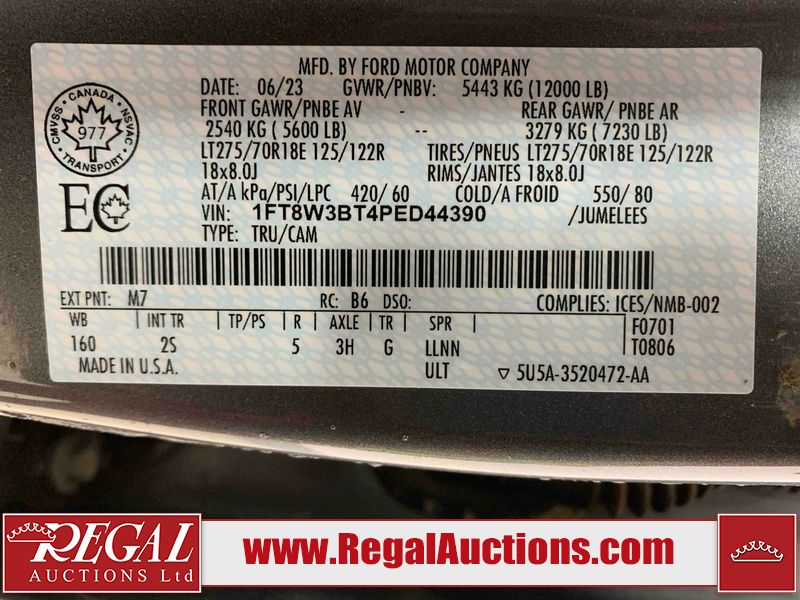 MFD. BY FORD MOTOR COMPANY
DATE: 06/23 GVWR/PNBV: 5443 KG (12000 LB)
FRONT GAWR/PNBE AV - REAR GAWR/ PNBE AR
2540 KG ( 5600 LB) -- 3279 KG ( 7230 LB)
LT275/70R18E 125/122R TIRES/PNEUS LT275/70R18E 125/122R
18x8.0J RIMS/JANTES 18x8.0J
AT/A kPa/PSI/LPC 420/ 60 COLD/A FROID 550/ 80
VIN: 1FT8W3BT4PED44390 /JUMELEES
TYPE: TRU/CAM
CMVSS • CANADA • NSVAC
977
TRANSPORT
EC
EXT PNT: M7 RC: B6 DSO: COMPLIES: ICES/NMB-002
WB INT TR TP/PS R AXLE TR SPR F0701
160 2S 5 3H G LLNN T0806
MADE IN U.S.A. ULT ▽ 5U5A-3520472-AA
REGAL
AUCTIONS Ltd
www.RegalAuctions.com